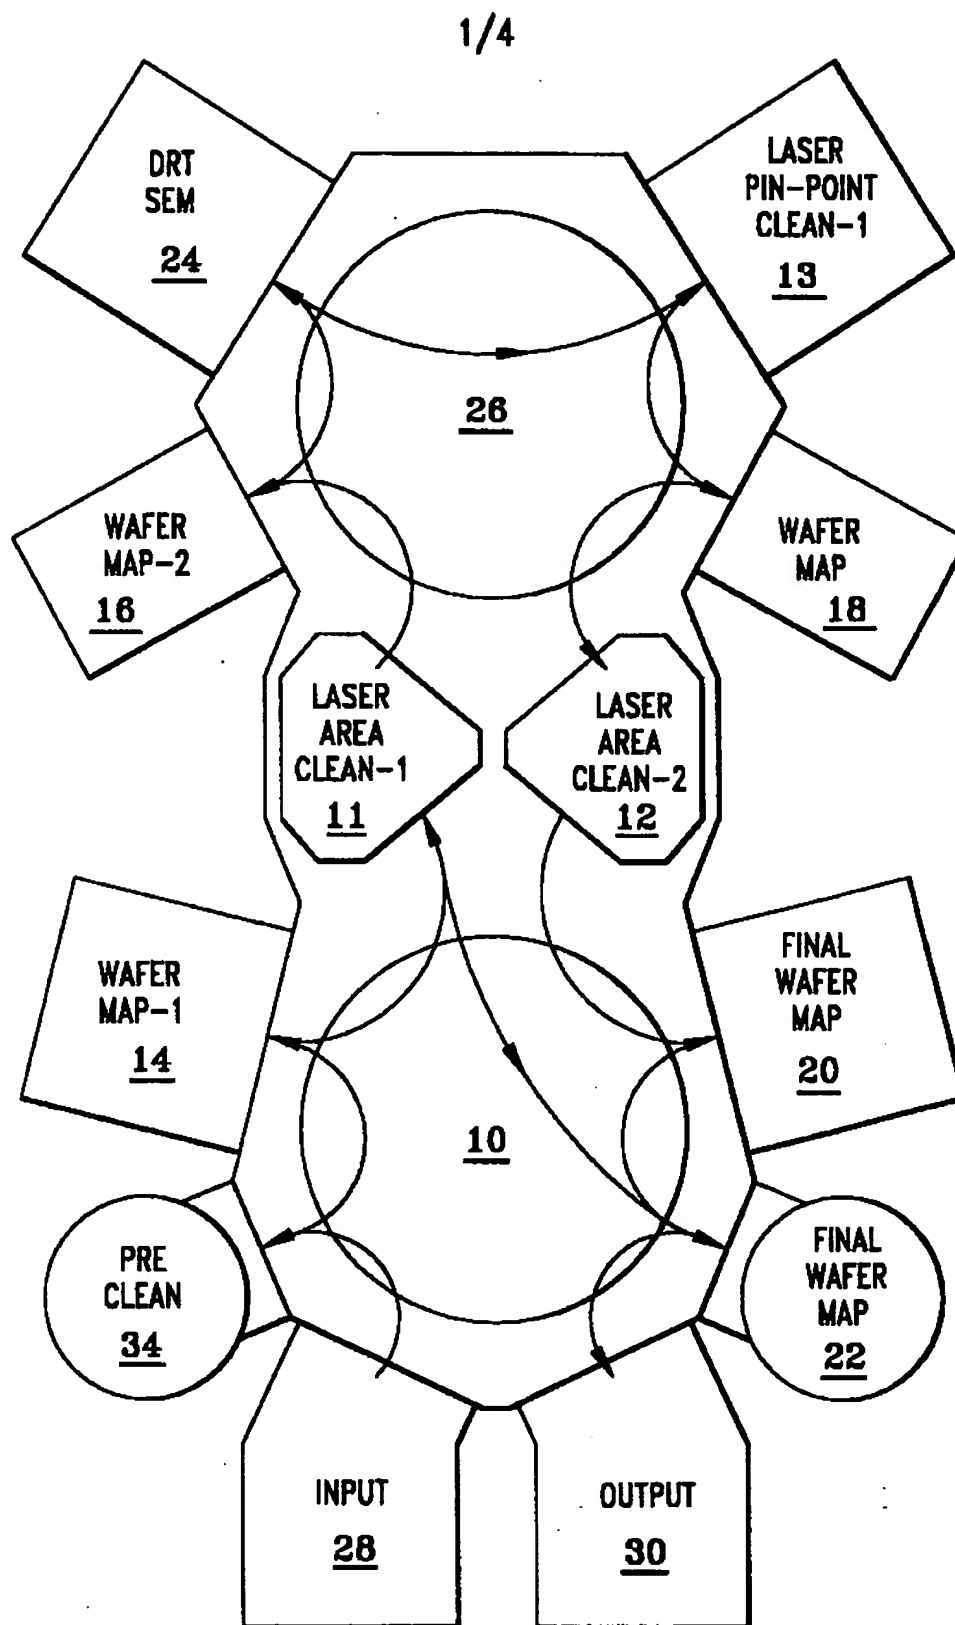 1/4
DRT
SEM
24
LASER
PIN-POINT
CLEAN-1
13
26
WAFER
MAP-2
16
WAFER
MAP
18
LASER
AREA
CLEAN-1
11
LASER
AREA
CLEAN-2
12
WAFER
MAP-1
14
FINAL
WAFER
MAP
20
10
PRE
CLEAN
34
FINAL
WAFER
MAP
22
INPUT
28
OUTPUT
30